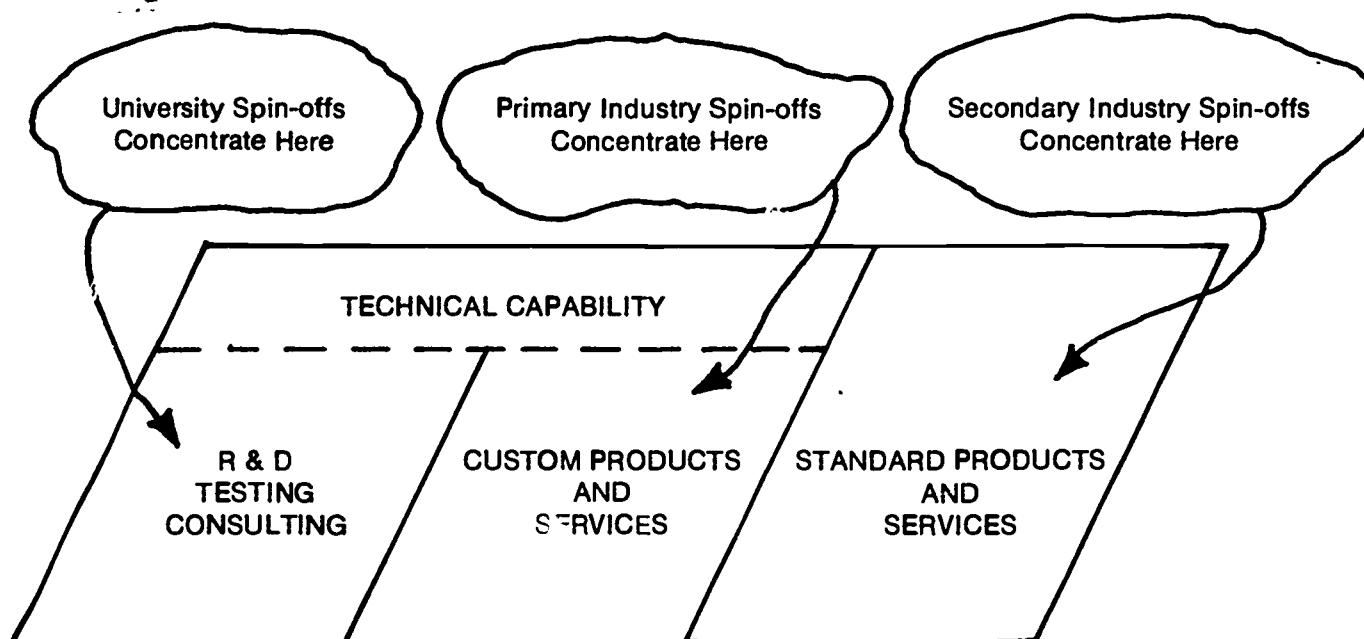 University Spin-offs
Concentrate Here
Primary Industry Spin-offs
Concentrate Here
Secondary Industry Spin-offs
Concentrate Here
TECHNICAL CAPABILITY
R & D
TESTING
CONSULTING
CUSTOM PRODUCTS
AND
SERVICES
STANDARD PRODUCTS
AND
SERVICES